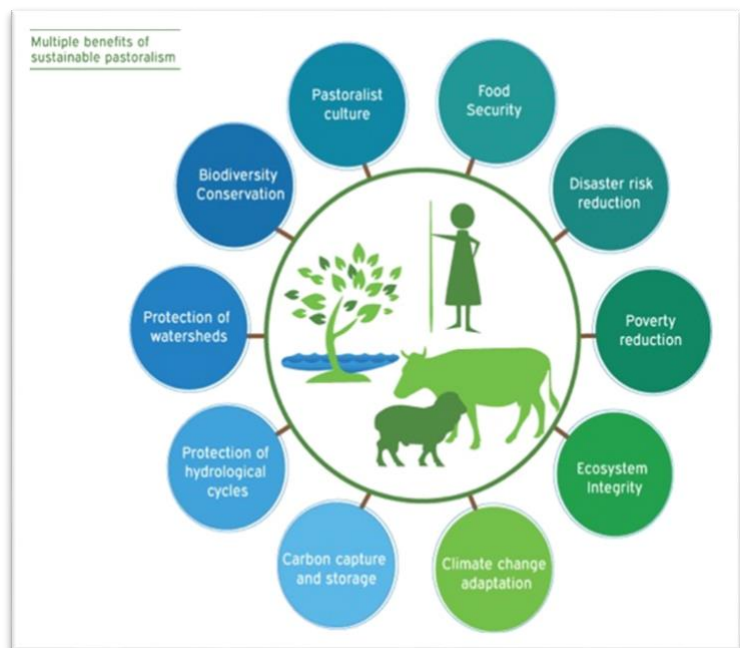 Multiple benefits of
sustainable pastoralism
Pastoralist
culture
Food
Security
Disaster risk
reduction
Poverty
reduction
Ecosystem
Integrity
Climate change
adaptation
Carbon capture
and storage
Protection of
hydrological
cycles
Protection of
watersheds
Biodiversity
Conservation